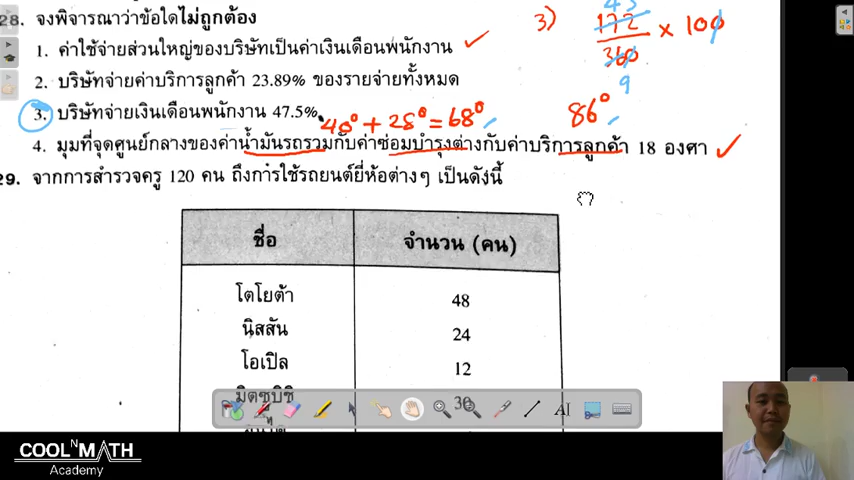 28. จงพิจารณาว่าข้อใดไม่ถูกต้อง
3) 172/360 × 100
43
9
1. ค่าใช้จ่ายส่วนใหญ่ของบริษัทเป็นค่าเงินเดือนพนักงาน
2. บริษัทจ่ายค่าบริการลูกค้า 23.89% ของรายจ่ายทั้งหมด
3. บริษัทจ่ายเงินเดือนพนักงาน 47.5%
40° + 28° = 68°
86°
4. มุมที่จุดศูนย์กลางของค่าน้ำมันรถรวมกับค่าซ่อมบำรุงต่างกับค่าบริการลูกค้า 18 องศา
29. จากการสำรวจครู 120 คน ถึงการใช้รถยนต์ยี่ห้อต่างๆ เป็นดังนี้
ชื่อ จำนวน (คน)
โตโยต้า 48
นิสสัน 24
โอเปิล 12
มิตซูบิชิ 30
COOL N MATH
Academy